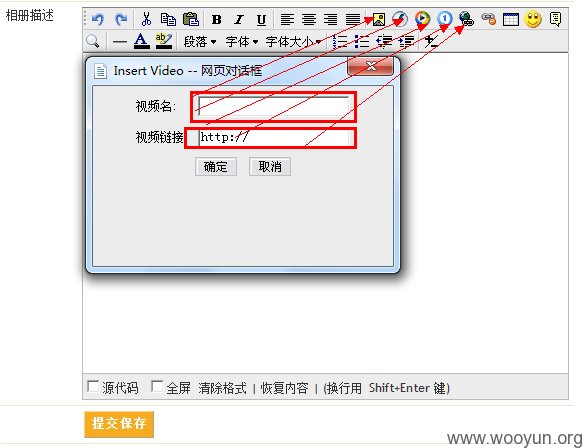 相册描述
B I U
ab
段落 字体 字体大小
Insert Video -- 网页对话框
视频名:
视频链接
http://
确定 取消
源代码 全屏 清除格式 | 恢复内容 | (换行用 Shift+Enter 键)
提交保存
www.wooyun.org